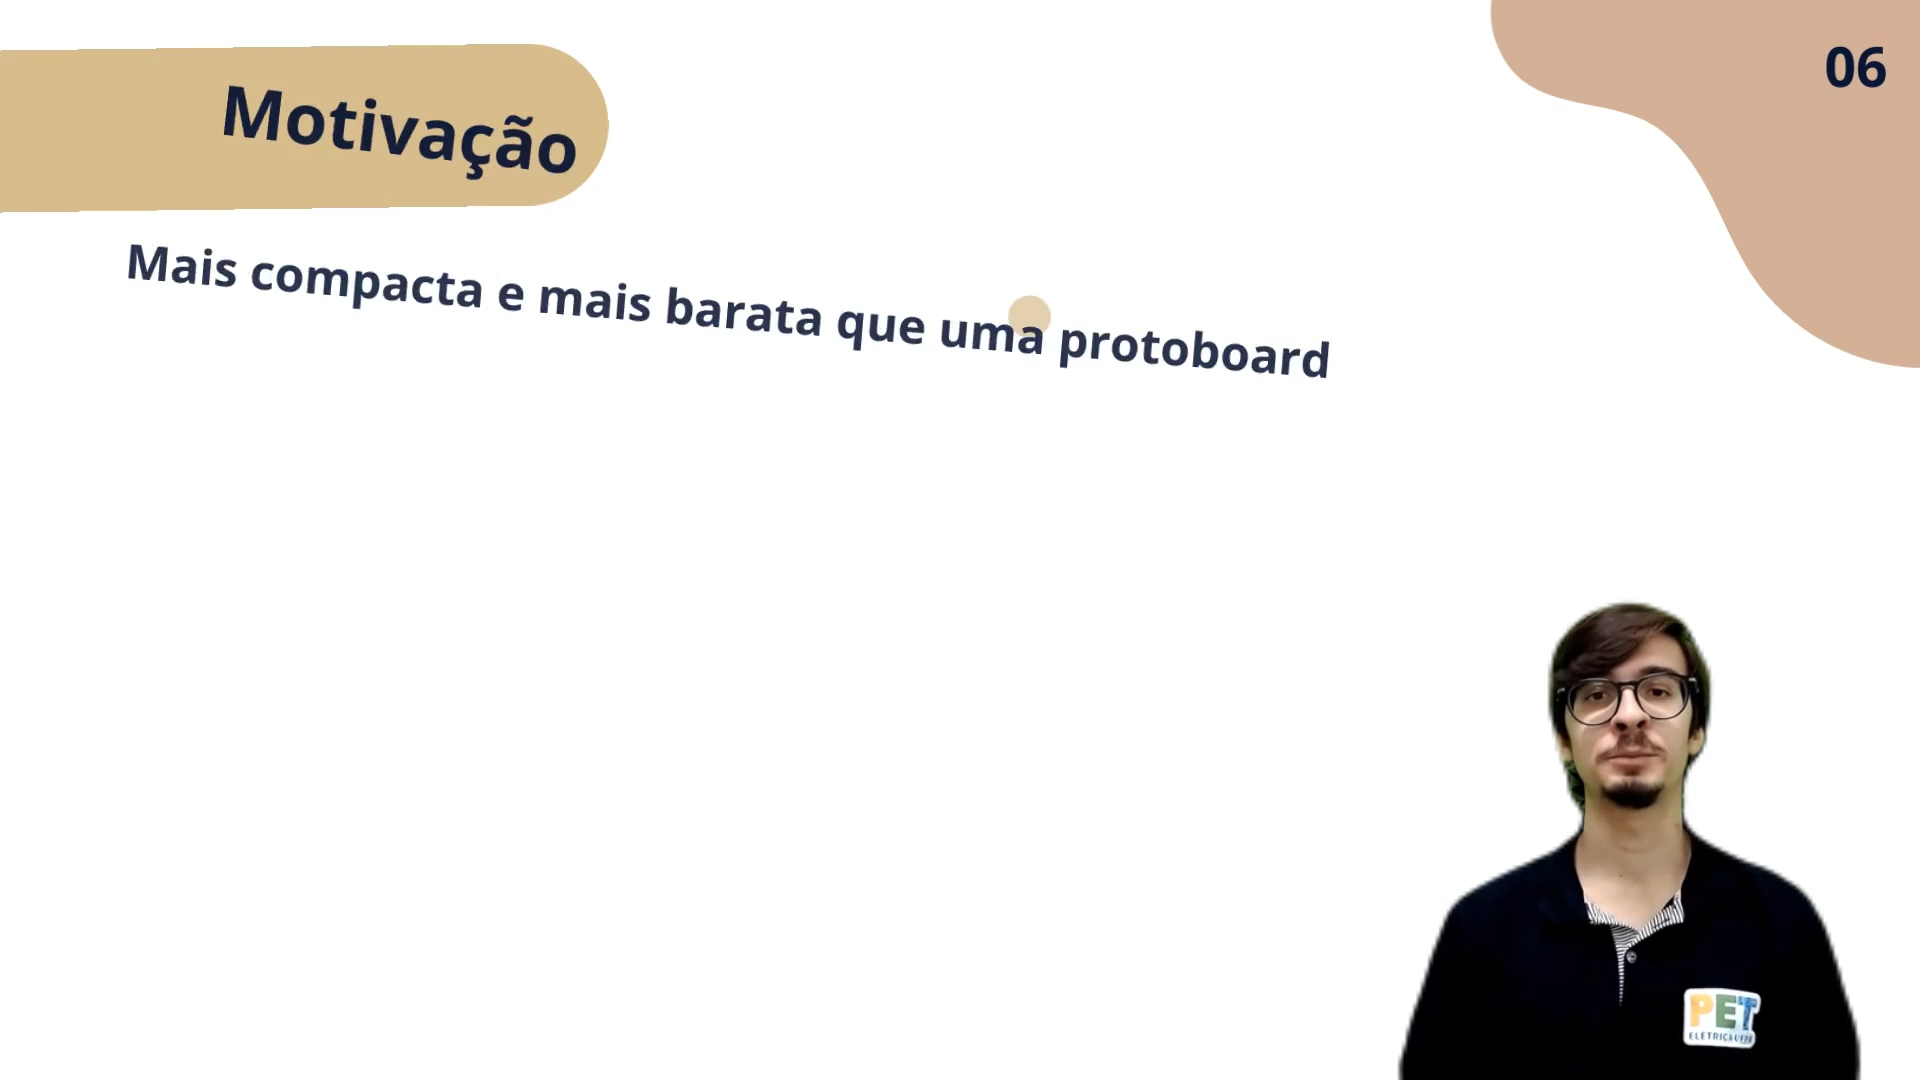 Motivação
06
Mais compacta e mais barata que uma protoboard
PET